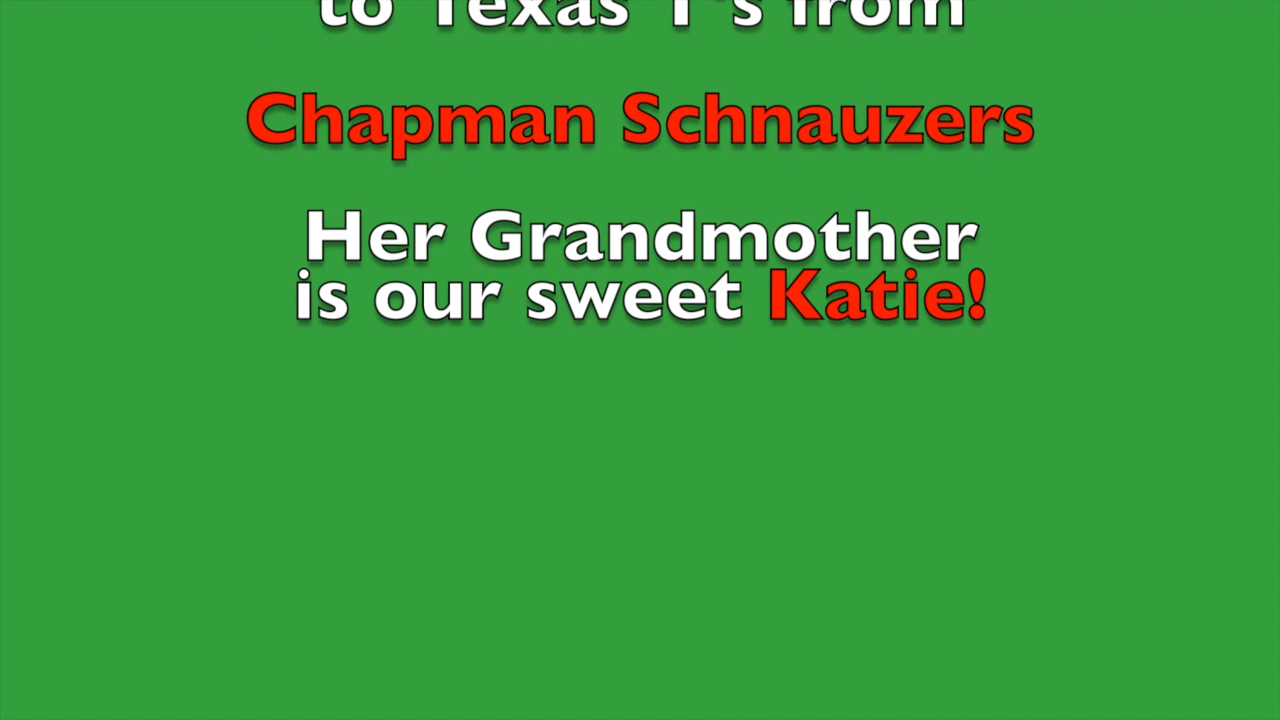 to Texas T's from
Chapman Schnauzers
Her Grandmother
is our sweet Katie!